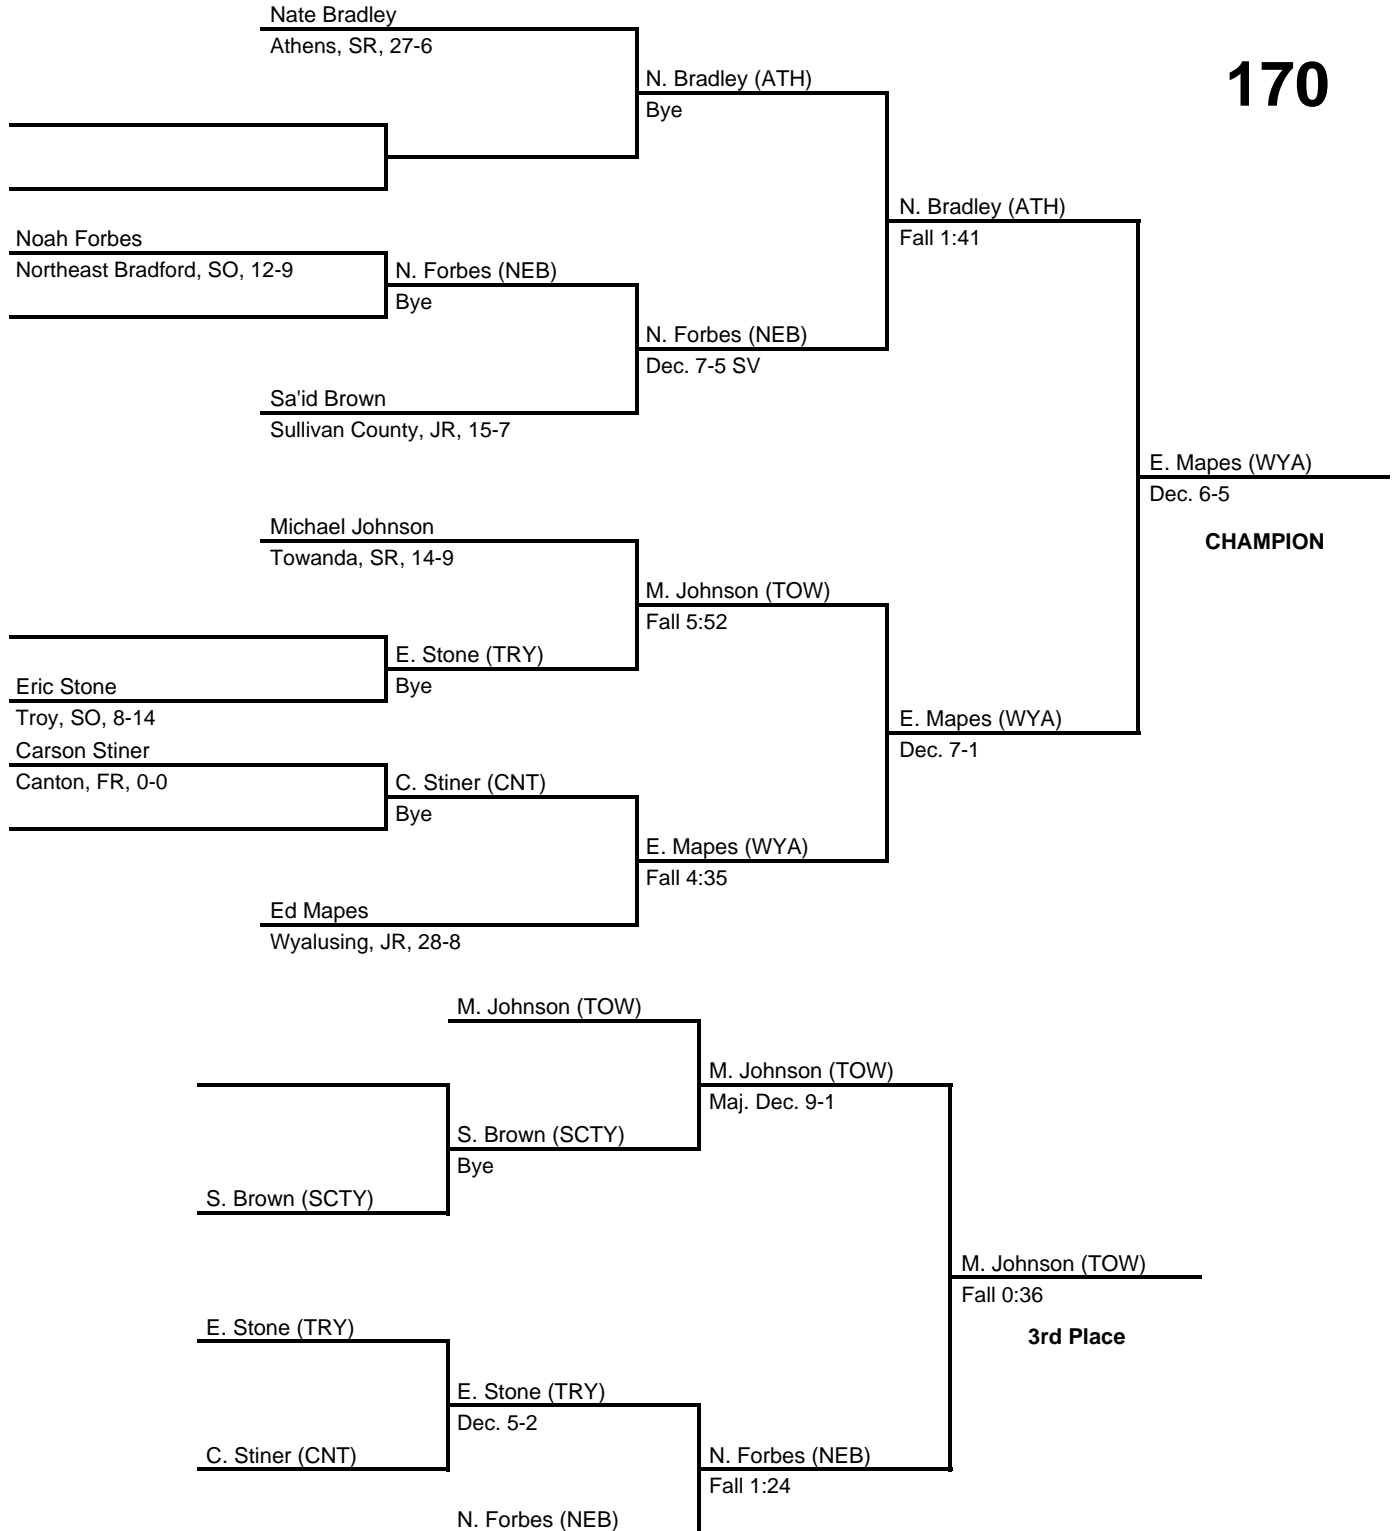 Nate Bradley
Athens, SR, 27-6
170
N. Bradley (ATH)
Bye
N. Bradley (ATH)
Fall 1:41
Noah Forbes
Northeast Bradford, SO, 12-9
N. Forbes (NEB)
Bye
N. Forbes (NEB)
Dec. 7-5 SV
Sa'id Brown
Sullivan County, JR, 15-7
E. Mapes (WYA)
Dec. 6-5
CHAMPION
Michael Johnson
Towanda, SR, 14-9
M. Johnson (TOW)
Fall 5:52
E. Stone (TRY)
Bye
Eric Stone
Troy, SO, 8-14
E. Mapes (WYA)
Dec. 7-1
Carson Stiner
Canton, FR, 0-0
C. Stiner (CNT)
Bye
E. Mapes (WYA)
Fall 4:35
Ed Mapes
Wyalusing, JR, 28-8
M. Johnson (TOW)
M. Johnson (TOW)
Maj. Dec. 9-1
S. Brown (SCTY)
Bye
S. Brown (SCTY)
M. Johnson (TOW)
Fall 0:36
3rd Place
E. Stone (TRY)
E. Stone (TRY)
Dec. 5-2
C. Stiner (CNT)
N. Forbes (NEB)
Fall 1:24
N. Forbes (NEB)